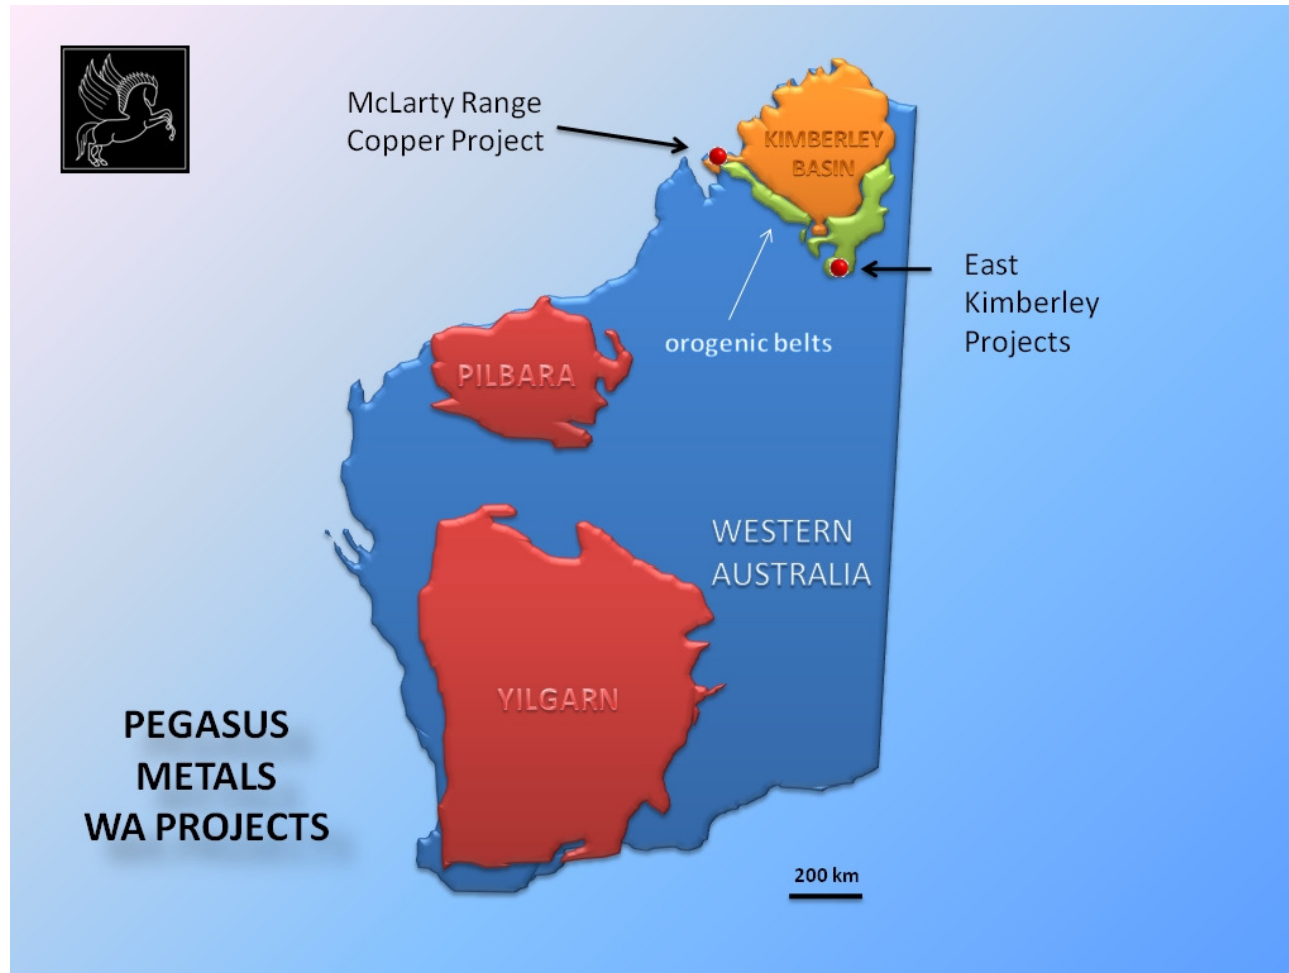 McLarty Range
Copper Project
KIMBERLEY
BASIN
East
Kimberley
Projects
orogenic belts
PILBARA
WESTERN
AUSTRALIA
YILGARN
PEGASUS
METALS
WA PROJECTS
200 km